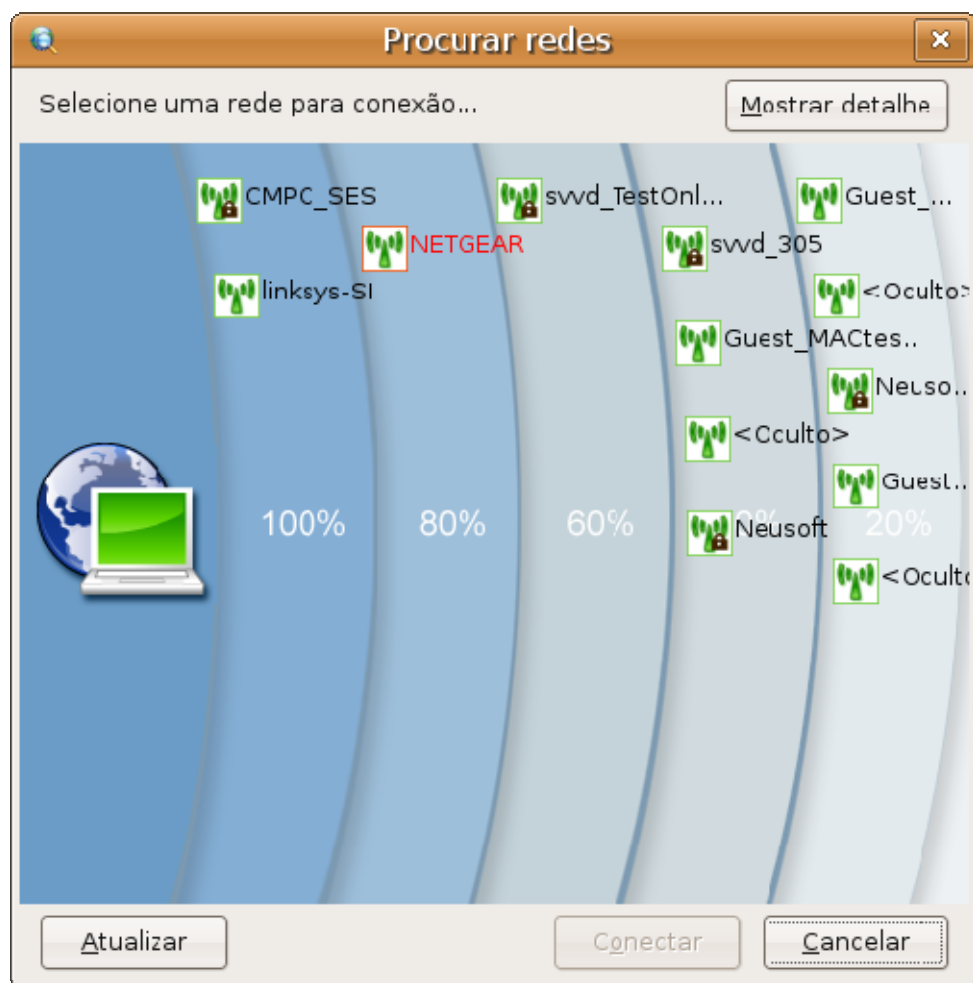 Procurar redes
Selecione uma rede para conexão... Mostrar detalhe
CMPC_SES svvd_TestOnl... Guest_...
NETGEAR svvd_305
linksys-SI <Oculto>
Guest_MACtes..
Neuso..
<Oculto>
Guest..
100% 80% 60% Neusoft 20%
<Oculto
Atualizar Conectar Cancelar